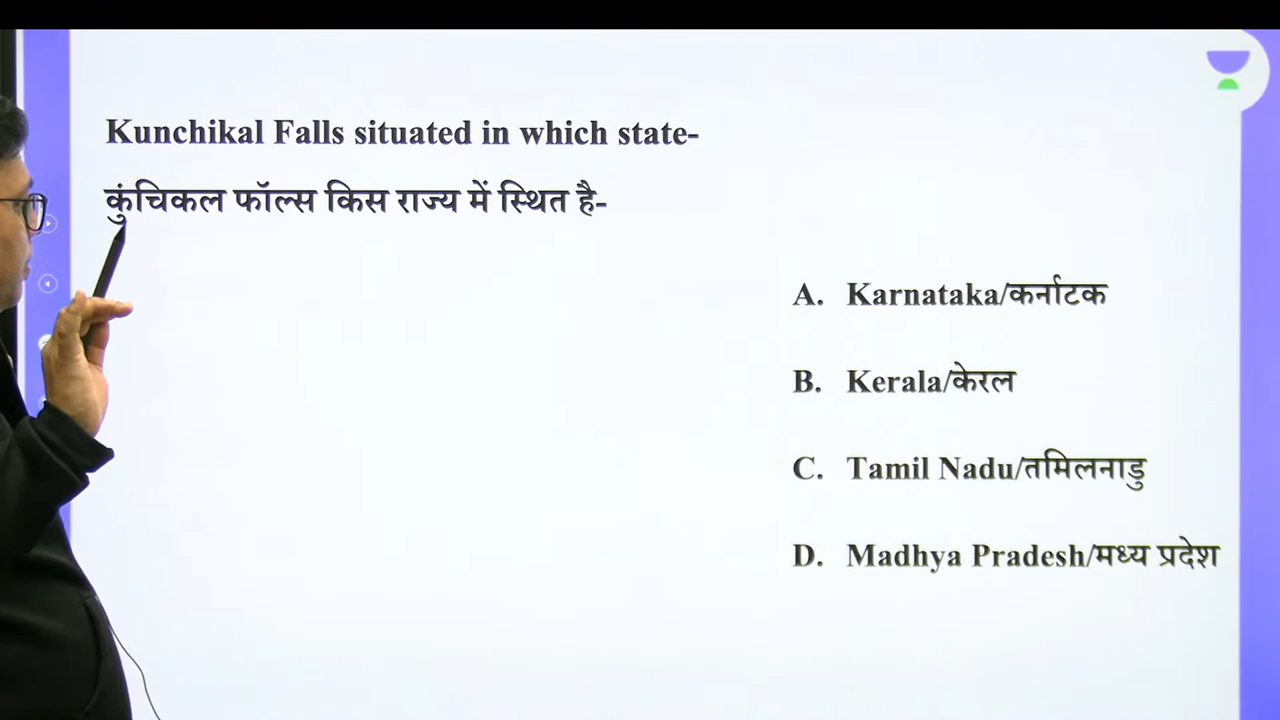 Kunchikal Falls situated in which state-
कुंचिकल फॉल्स किस राज्य में स्थित है-
A. Karnataka/कर्नाटक
B. Kerala/केरल
C. Tamil Nadu/तमिलनाडु
D. Madhya Pradesh/मध्य प्रदेश